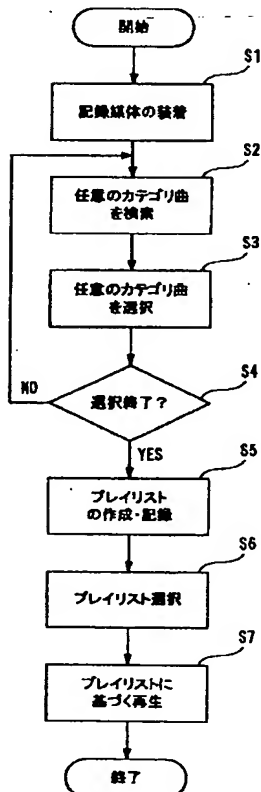 開始
S1
記録媒体の装着
S2
任意のカテゴリ曲
を検索
S3
任意のカテゴリ曲
を選択
S4
選択終了?
NO
YES
S5
プレイリスト
の作成・記録
S6
プレイリスト選択
S7
プレイリストに
基づく再生
終了